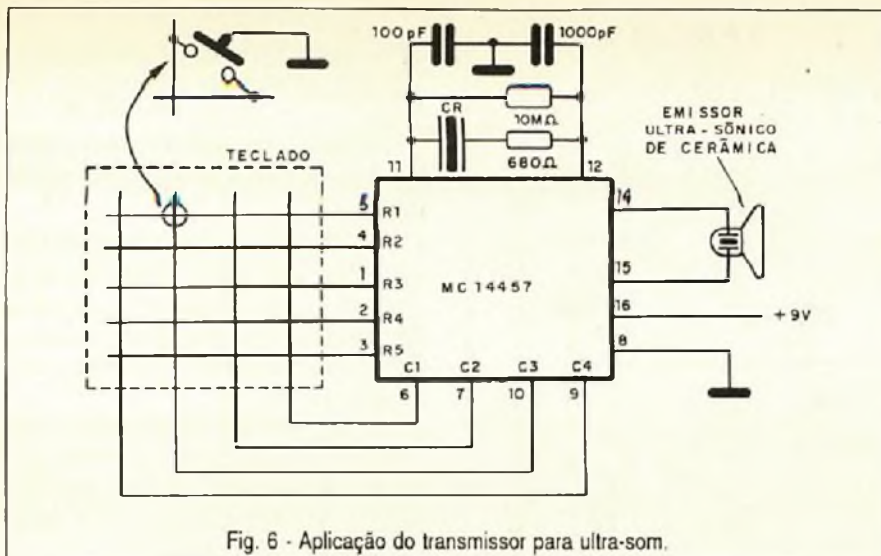 100 pF
1000pF
10MΩ
CR
680Ω
EMISSOR
ULTRA-SÔNICO
DE CERÂMICA
TECLADO
11
12
14
5 R1
4 R2
1 R3
2 R4
3 R5
MC 14457
15
16
+9V
8
C1 C2 C3 C4
6 7 10 9
Fig. 6 - Aplicação do transmissor para ultra-som.